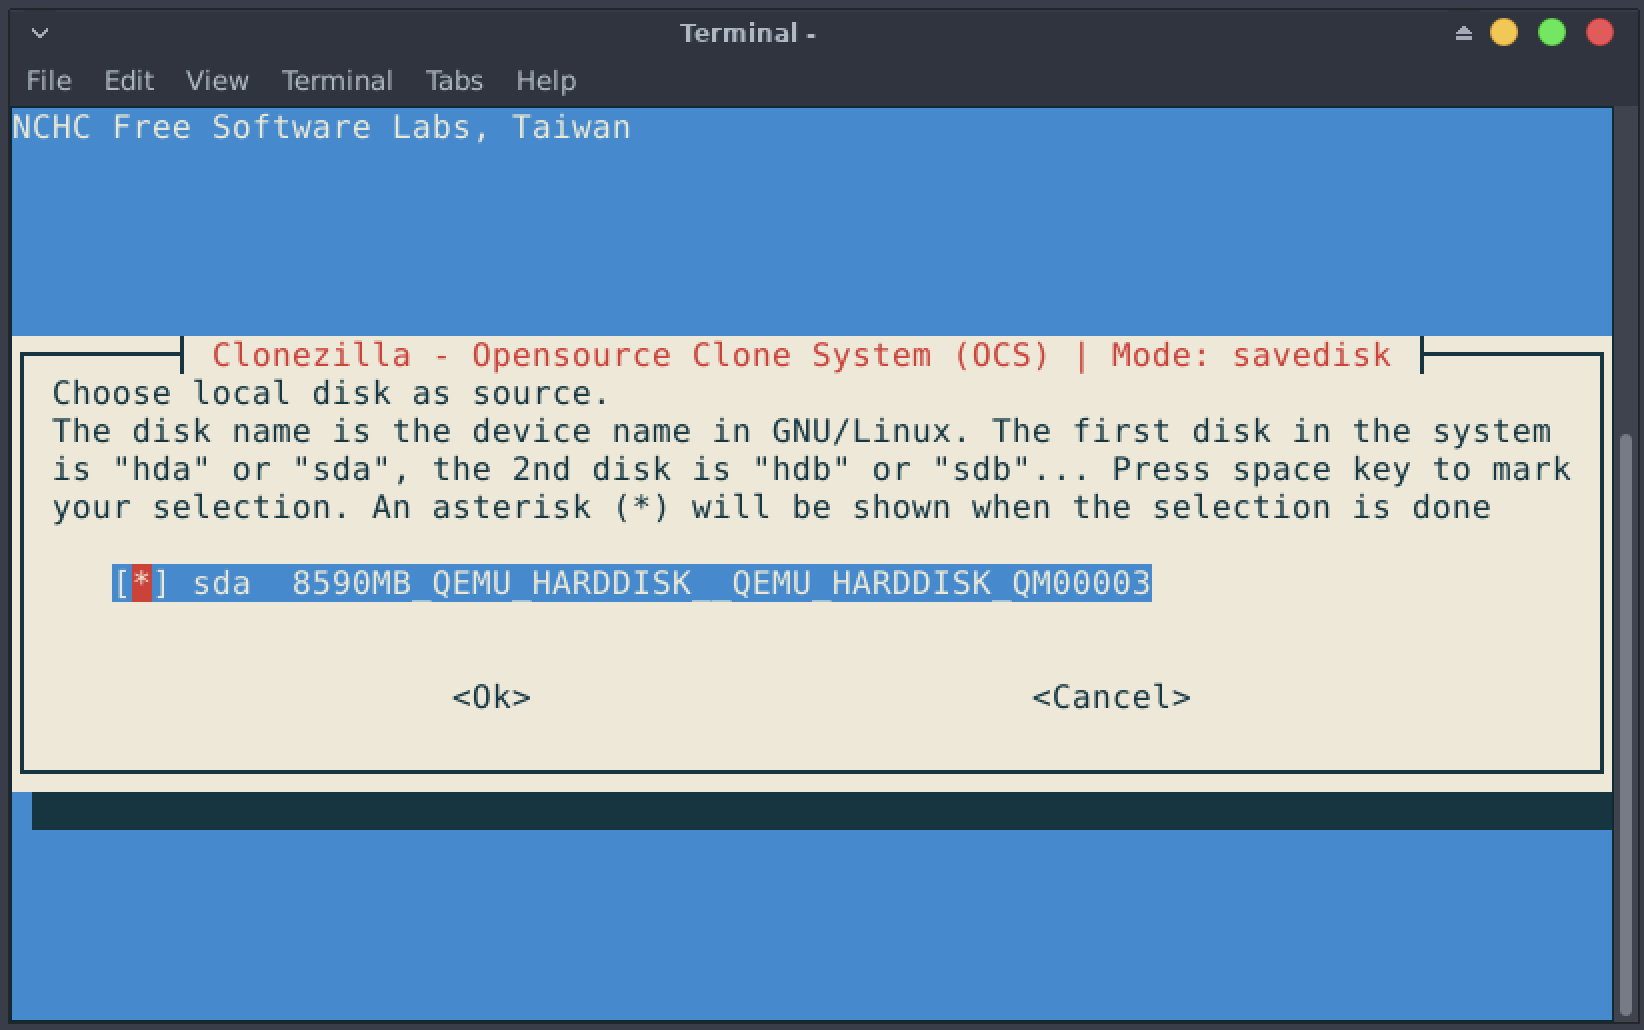 Terminal -
File Edit View Terminal Tabs Help
NCHC Free Software Labs, Taiwan
Clonezilla - Opensource Clone System (OCS) | Mode: savedisk
Choose local disk as source.
The disk name is the device name in GNU/Linux. The first disk in the system
is "hda" or "sda", the 2nd disk is "hdb" or "sdb"... Press space key to mark
your selection. An asterisk (*) will be shown when the selection is done
[*] sda  8590MB_QEMU_HARDDISK__QEMU_HARDDISK_QM00003
<Ok> <Cancel>